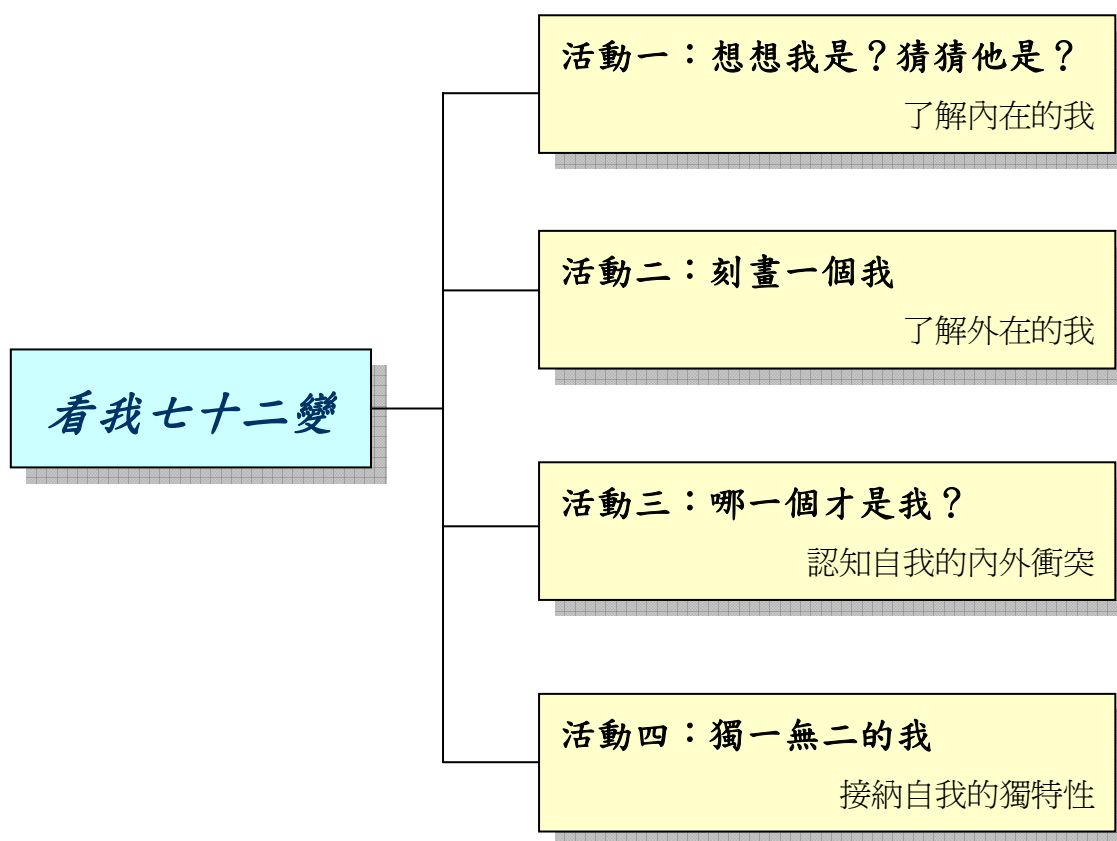 看我七十二變
活動一：想想我是？猜猜他是？
了解內在的我
活動二：刻畫一個我
了解外在的我
活動三：哪一個才是我？
認知自我的內外衝突
活動四：獨一無二的我
接納自我的獨特性